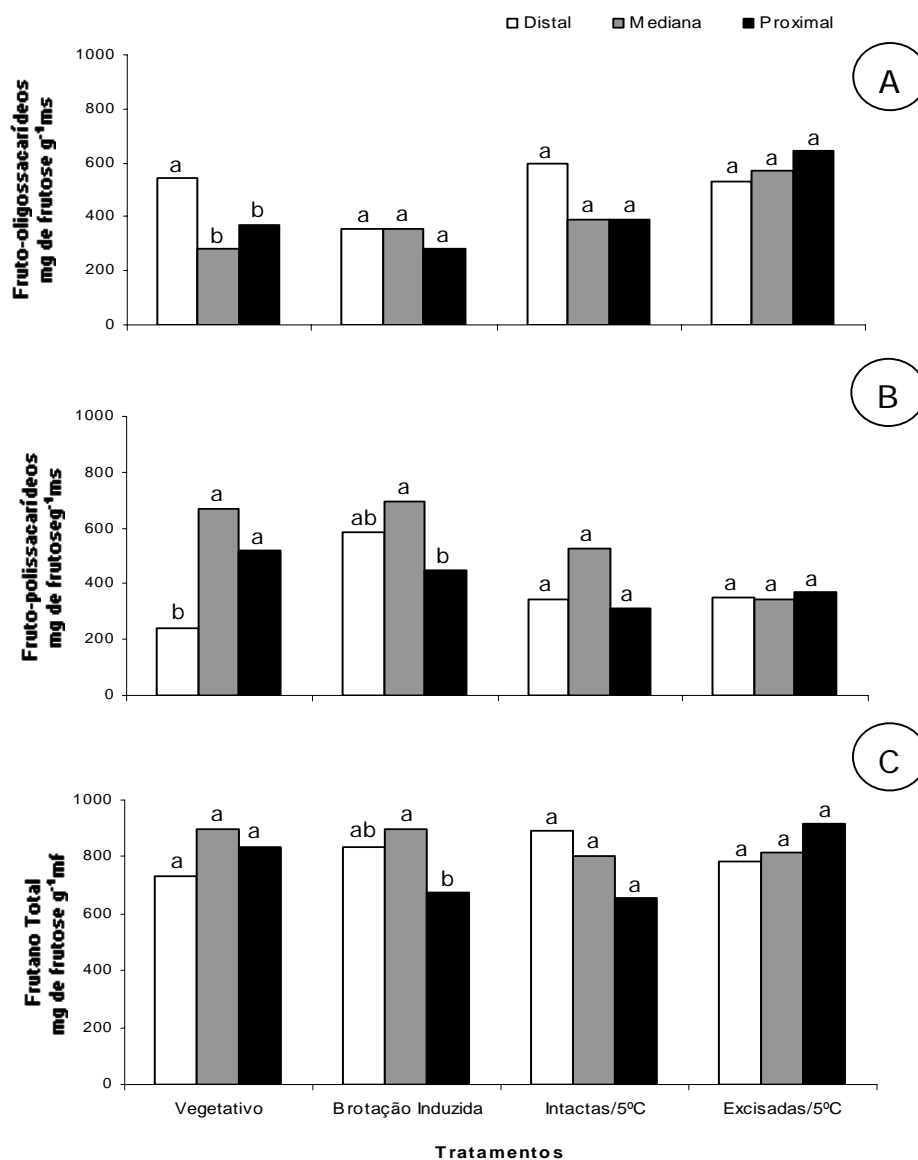 Distal Mediana Proximal
A
Fruto-oligossacarídeos
mg de frutose g⁻¹ms
1000
800
600
400
200
0
a b b a a a a a a a a a
B
Fruto-polissacarídeos
mg de frutoseg⁻¹ms
1000
800
600
400
200
0
b a a ab a b a a a a a a
C
Frutano Total
mg de frutose g⁻¹mf
1000
800
600
400
200
0
a a a ab a b a a a a a a
Vegetativo Brotação Induzida Intactas/5ºC Excisadas/5ºC
Tratamentos